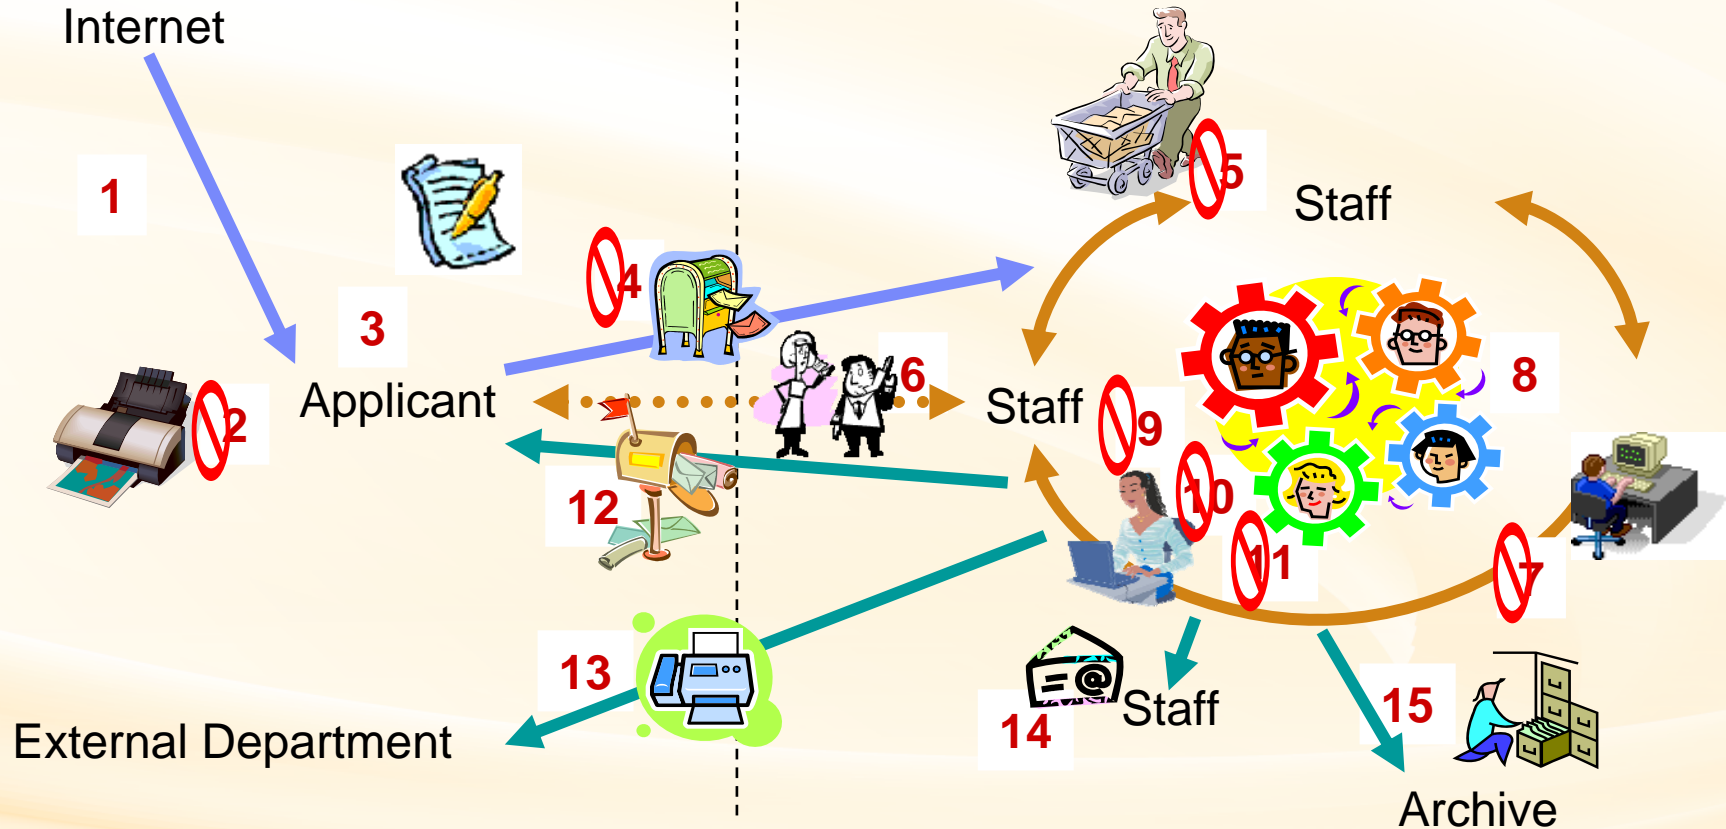 Internet
1
5
Staff
4
3
6
8
Applicant
Staff
2
9
10
12
11
7
13
15
Staff
14
External Department
Archive